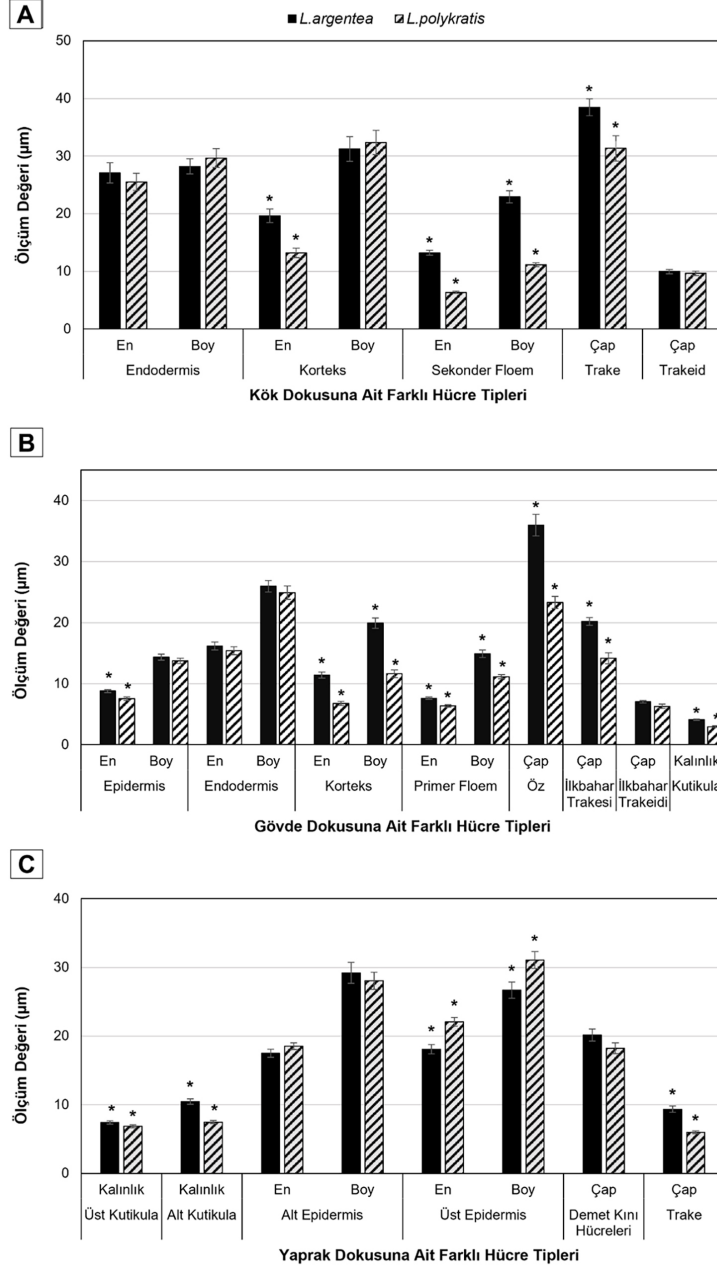 A
L.argentea L.polykratis
50
40
30
20
10
0
Ölçüm Değeri (µm)
* * * * * * * *
En Boy En Boy En Boy Çap Çap
Endodermis Korteks Sekonder Floem Trake Trakeid
Kök Dokusuna Ait Farklı Hücre Tipleri
B
40
30
20
10
0
Ölçüm Değeri (µm)
* * * * * * * * * * * * * * * *
En Boy En Boy En Boy En Boy Çap Çap Çap Kalınlık
Epidermis Endodermis Korteks Primer Floem Öz İlkbahar İlkbahar Kutikula
Trakesi Trakeidi
Gövde Dokusuna Ait Farklı Hücre Tipleri
C
40
30
20
10
0
Ölçüm Değeri (µm)
* * * * * * * * * *
Kalınlık Kalınlık En Boy En Boy Çap Çap
Üst Kutikula Alt Kutikula Alt Epidermis Üst Epidermis Demet Kını Trake
Hücreleri
Yaprak Dokusuna Ait Farklı Hücre Tipleri